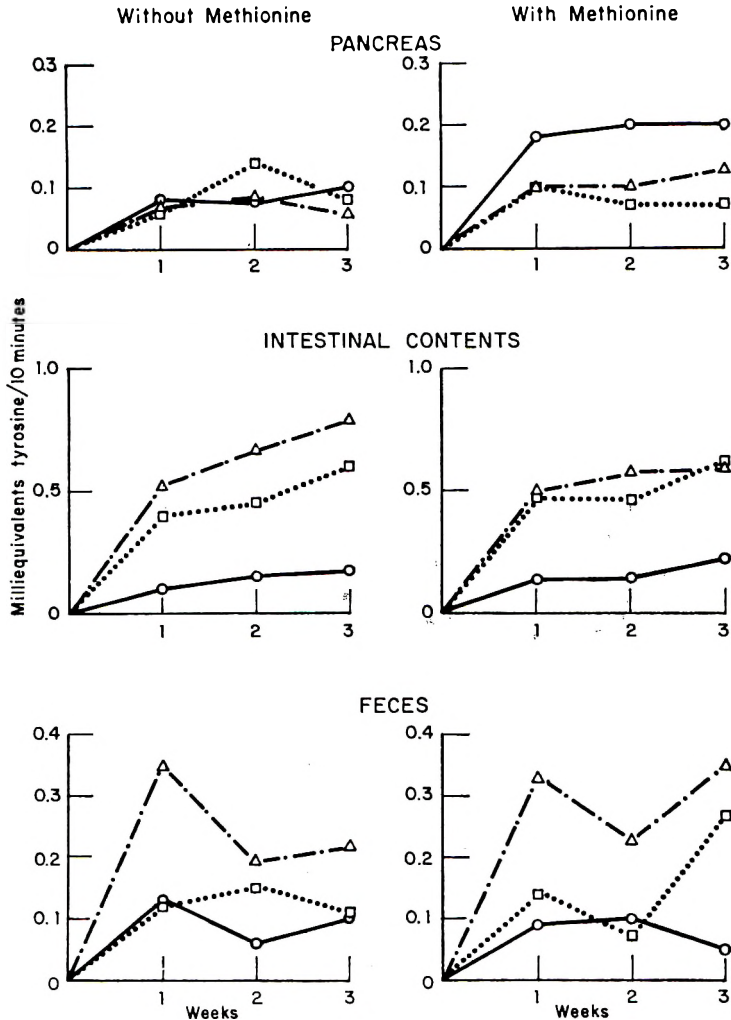 Without Methionine With Methionine
PANCREAS
0.3 0.3
0.2 0.2
0.1 0.1
0 0
1 2 3 1 2 3
Milliequivalents tyrosine/10 minutes
INTESTINAL CONTENTS
1.0 1.0
0.5 0.5
0 0
1 2 3 1 2 3
FECES
0.4 0.4
0.3 0.3
0.2 0.2
0.1 0.1
0 0
1 2 3 1 2 3
Weeks Weeks